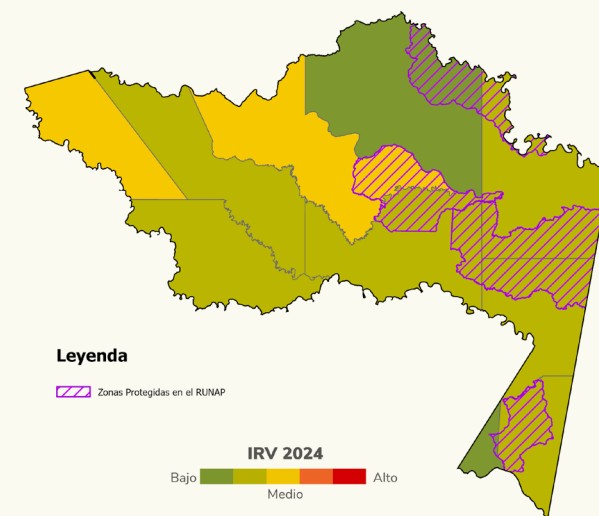 Leyenda
Zonas Protegidas en el RUNAP
IRV 2024
Bajo Alto
Medio